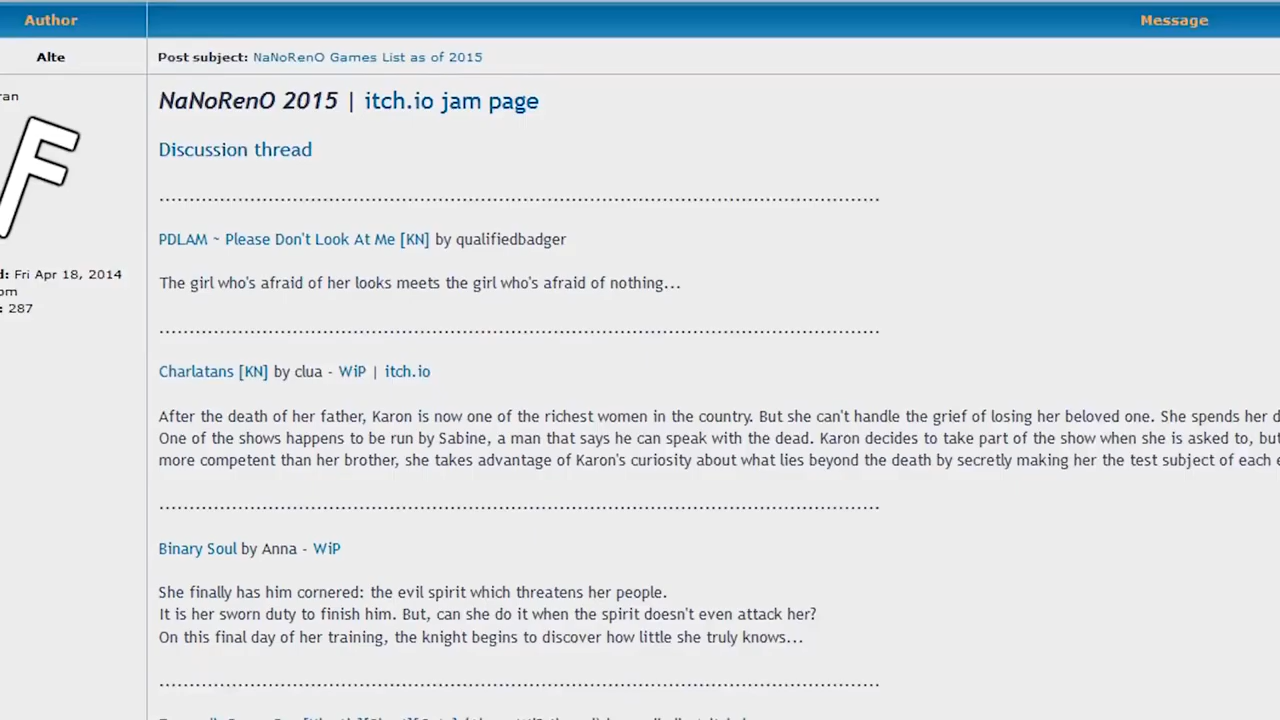 Author Message
Alte Post subject: NaNoRenO Games List as of 2015
NaNoRenO 2015 | itch.io jam page
Discussion thread
F
Fri Apr 18, 2014
: 287
PDLAM ~ Please Don't Look At Me [KN] by qualifiedbadger
The girl who's afraid of her looks meets the girl who's afraid of nothing...
Charlatans [KN] by clua - WiP | itch.io
After the death of her father, Karon is now one of the richest women in the country. But she can't handle the grief of losing her beloved one. She spends her
One of the shows happens to be run by Sabine, a man that says he can speak with the dead. Karon decides to take part of the show when she is asked to, but
more competent than her brother, she takes advantage of Karon's curiosity about what lies beyond the death by secretly making her the test subject of each
Binary Soul by Anna - WiP
She finally has him cornered: the evil spirit which threatens her people.
It is her sworn duty to finish him. But, can she do it when the spirit doesn't even attack her?
On this final day of her training, the knight begins to discover how little she truly knows...